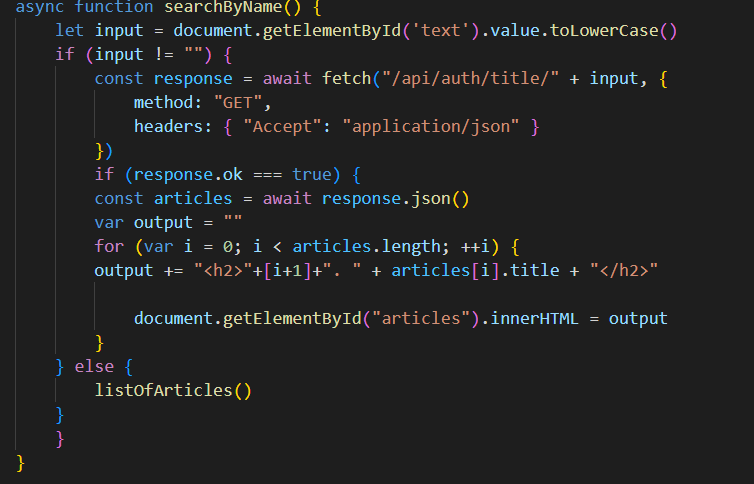 async function searchByName() {
let input = document.getElementById('text').value.toLowerCase()
if (input != "") {
const response = await fetch("/api/auth/title/" + input, {
method: "GET",
headers: { "Accept": "application/json" }
})
if (response.ok === true) {
const articles = await response.json()
var output = ""
for (var i = 0; i < articles.length; ++i) {
output += "<h2>"+[i+1]+". " + articles[i].title + "</h2>"
document.getElementById("articles").innerHTML = output
}
} else {
listOfArticles()
}
}
}